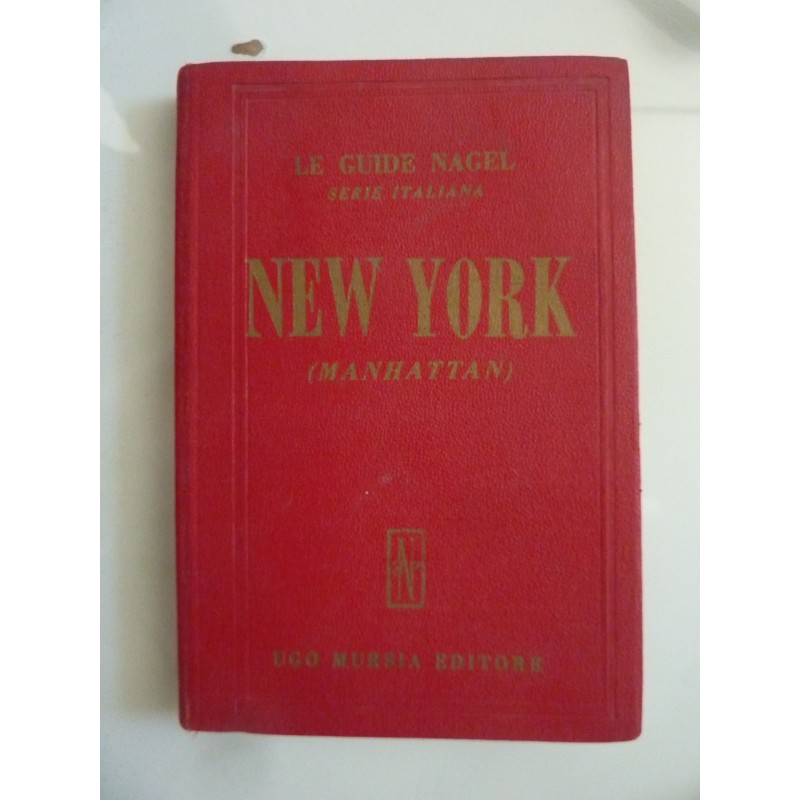 LE GUIDE NAGEL
SERIE ITALIANA
NEW YORK
(MANHATTAN)
UGO MURSIA EDITORE